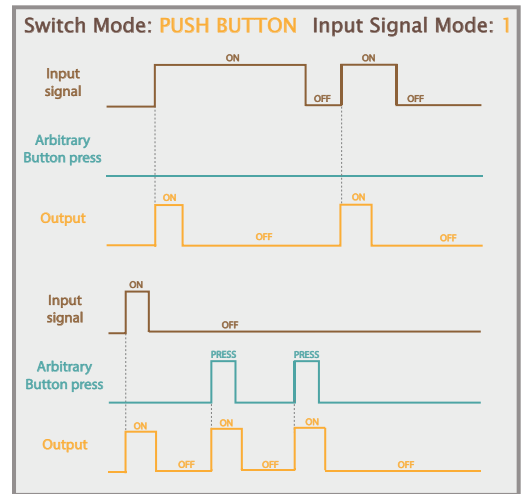 Switch Mode: PUSH BUTTON Input Signal Mode: 1
ON ON
Input
signal
OFF OFF
Arbitrary
Button press
ON ON
Output
OFF OFF
ON
Input
signal
OFF
PRESS PRESS
Arbitrary
Button press
ON ON ON
Output
OFF OFF OFF